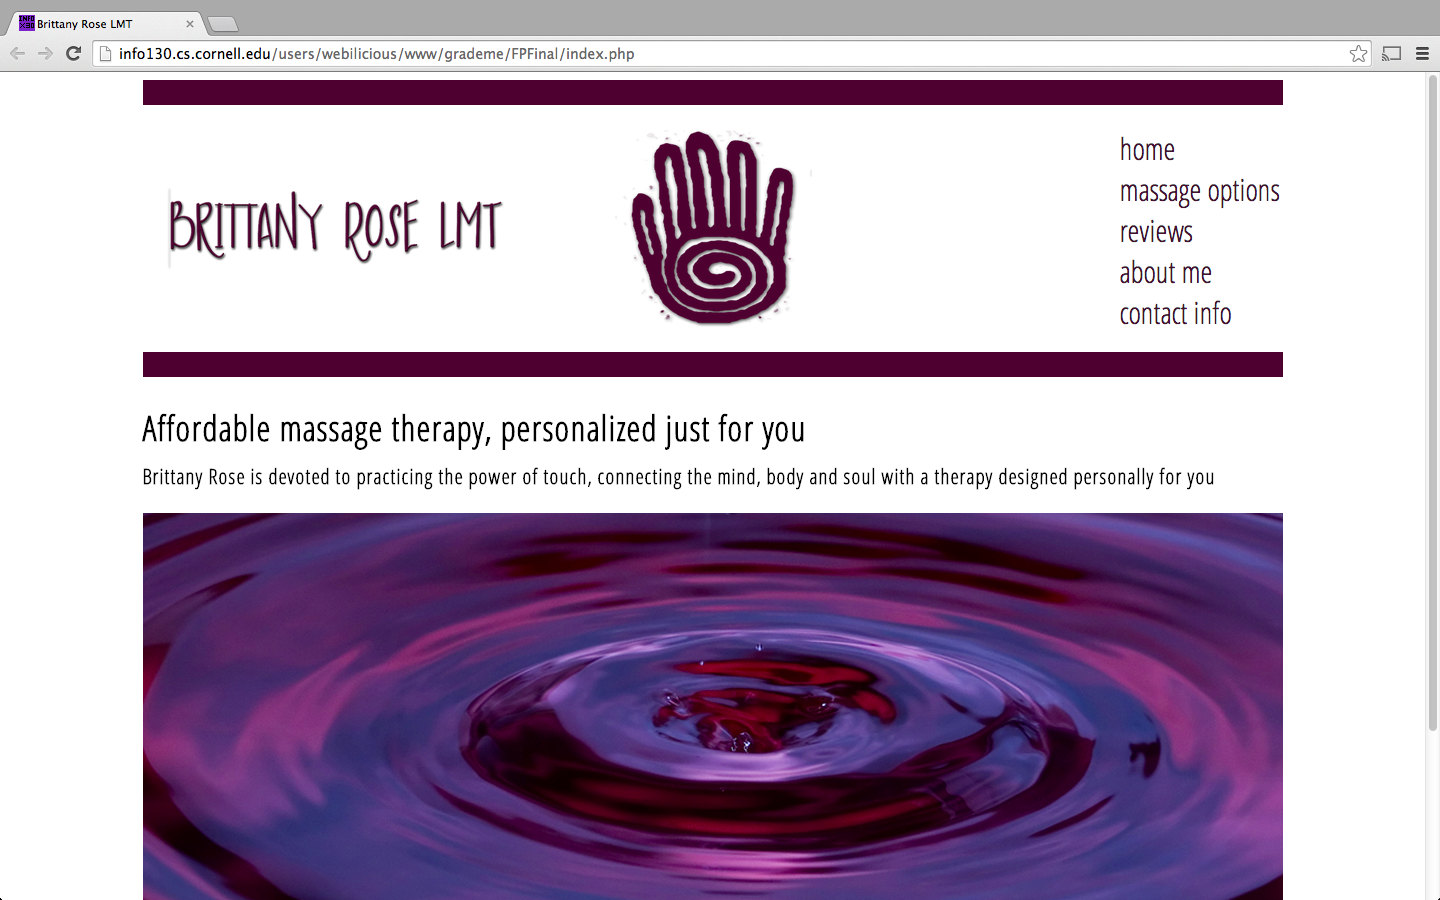 Brittany Rose LMT
info130.cs.cornell.edu/users/webilicious/www/grademe/FPFinal/index.php
BRITTANY ROSE LMT
home
massage options
reviews
about me
contact info
Affordable massage therapy, personalized just for you
Brittany Rose is devoted to practicing the power of touch, connecting the mind, body and soul with a therapy designed personally for you